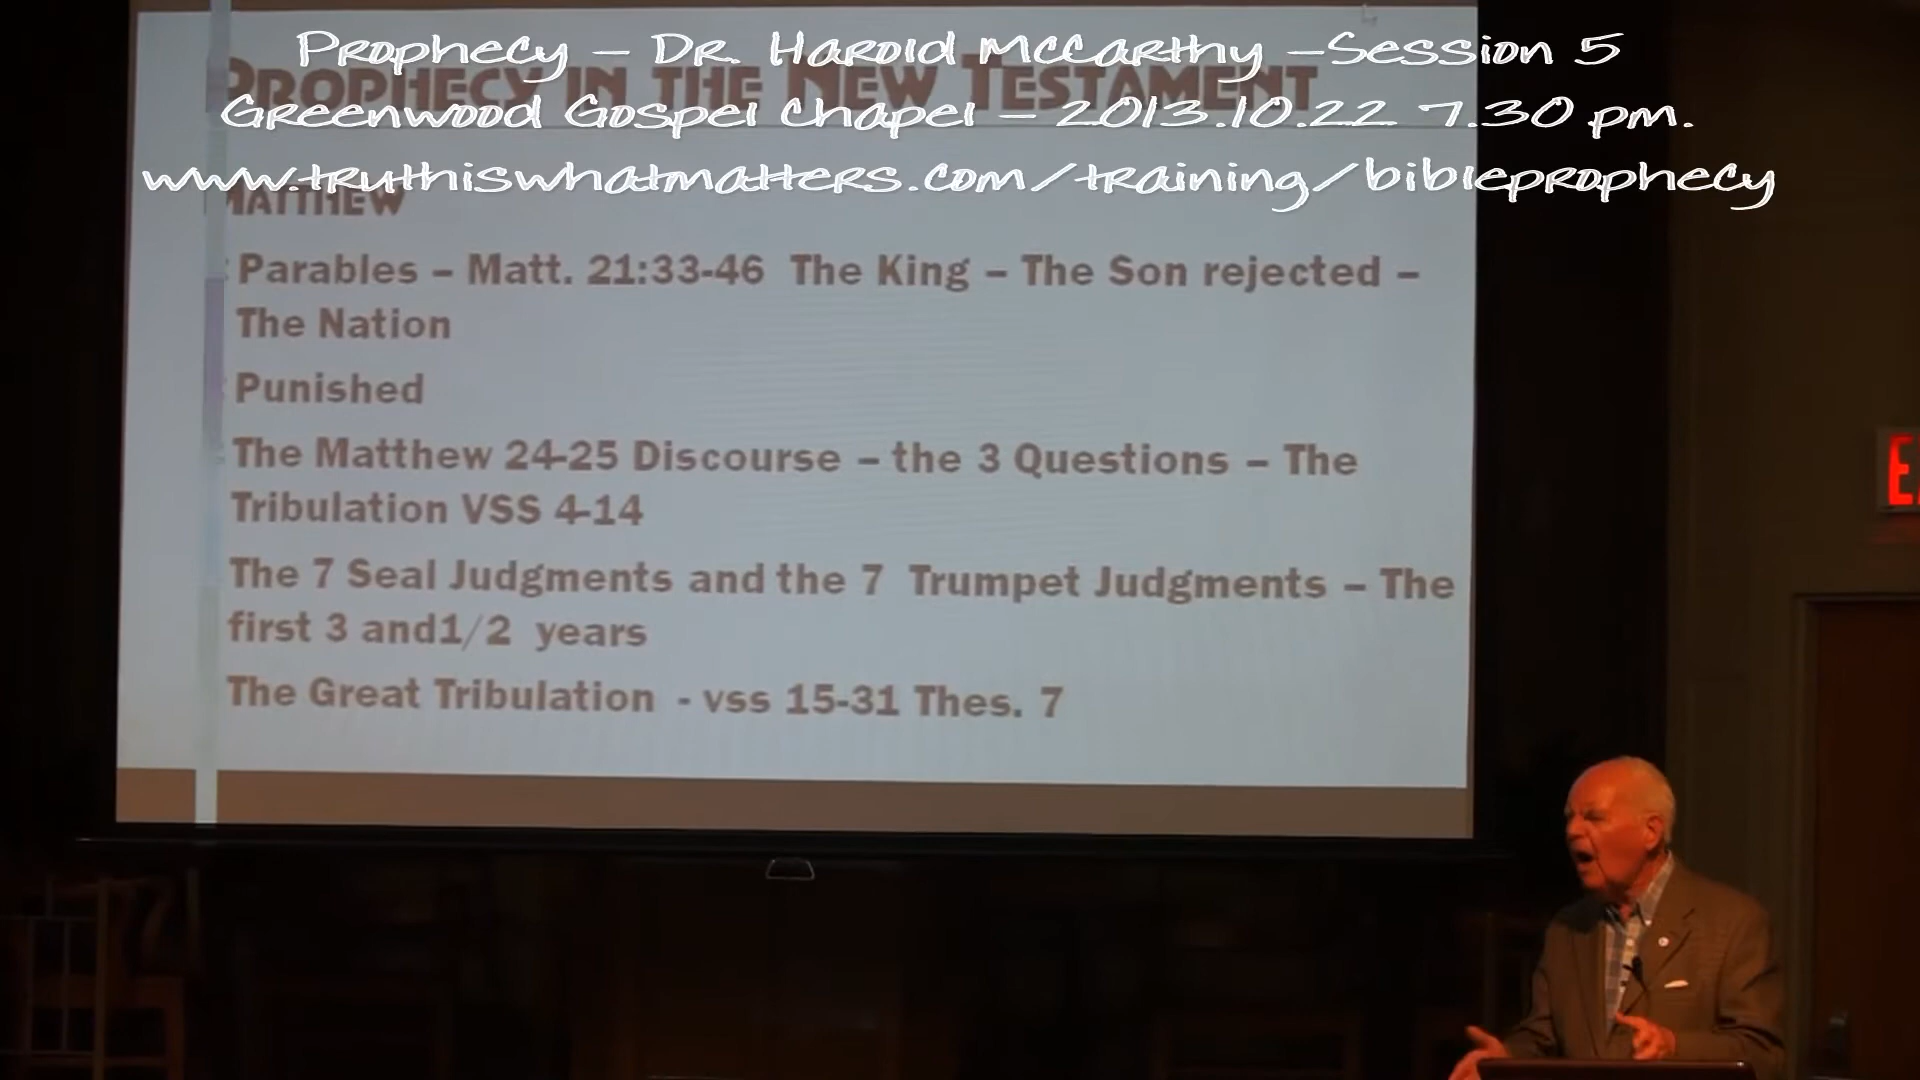 Prophecy – Dr. Harold McCarthy –Session 5
PROPHECY IN THE NEW TESTAMENT
Greenwood Gospel Chapel – 2013.10.22 7.30 pm.
www.truthiswhatmatters.com/training/bibleprophecy
MATTHEW
Parables – Matt. 21:33-46 The King – The Son rejected –
The Nation
Punished
The Matthew 24-25 Discourse – the 3 Questions – The
Tribulation VSS 4-14
The 7 Seal Judgments and the 7 Trumpet Judgments – The
first 3 and1/2 years
The Great Tribulation - vss 15-31 Thes. 7